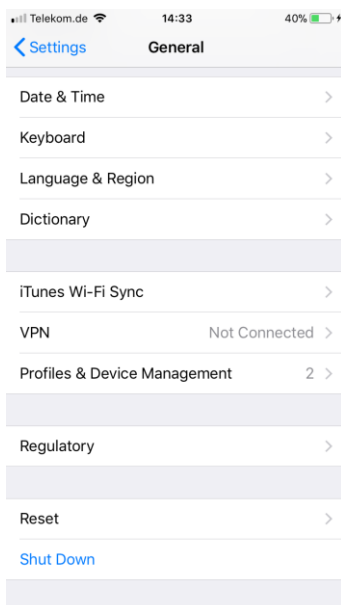 Telekom.de 14:33 40%
Settings General
Date & Time
Keyboard
Language & Region
Dictionary
iTunes Wi-Fi Sync
VPN Not Connected
Profiles & Device Management 2
Regulatory
Reset
Shut Down